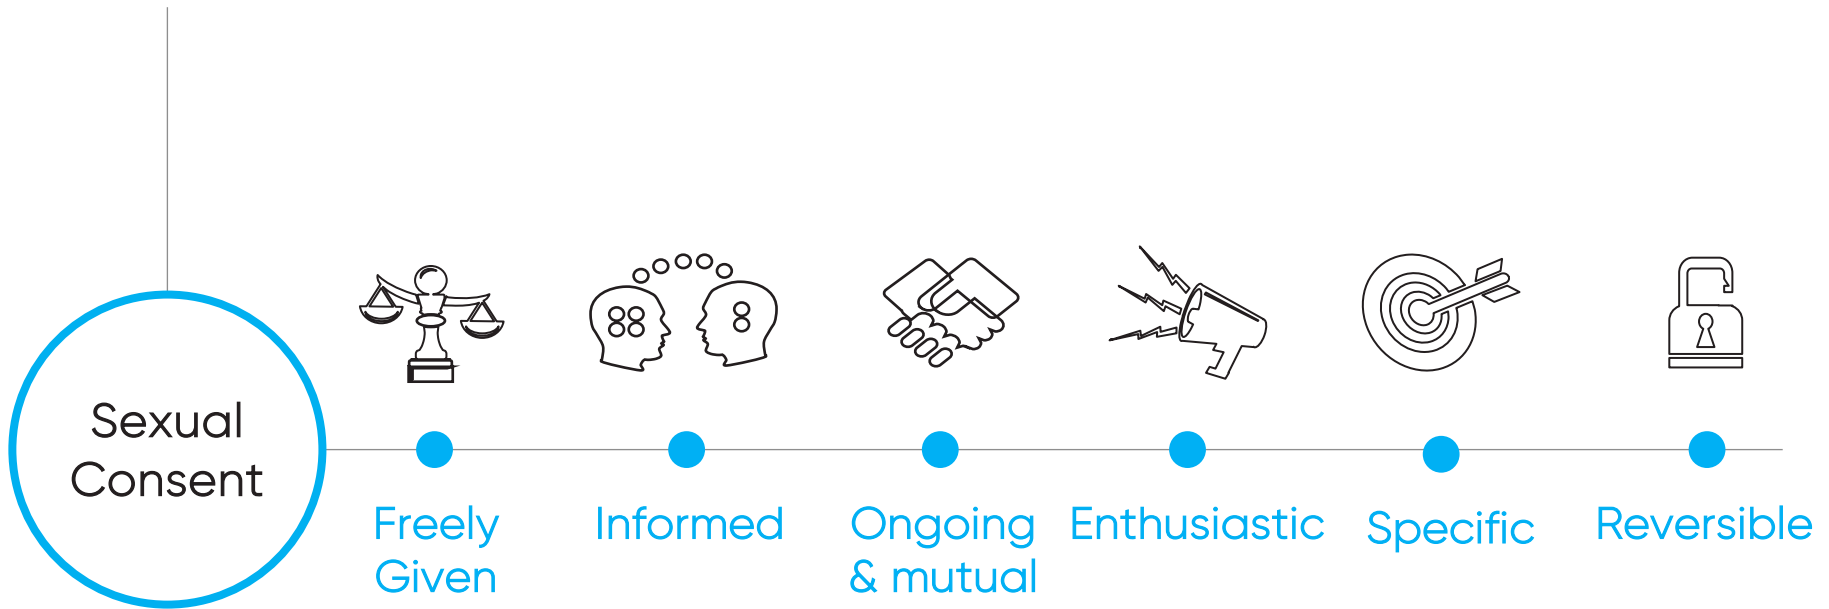 Sexual
Consent
Freely
Given
Informed
Ongoing
& mutual
Enthusiastic
Specific
Reversible